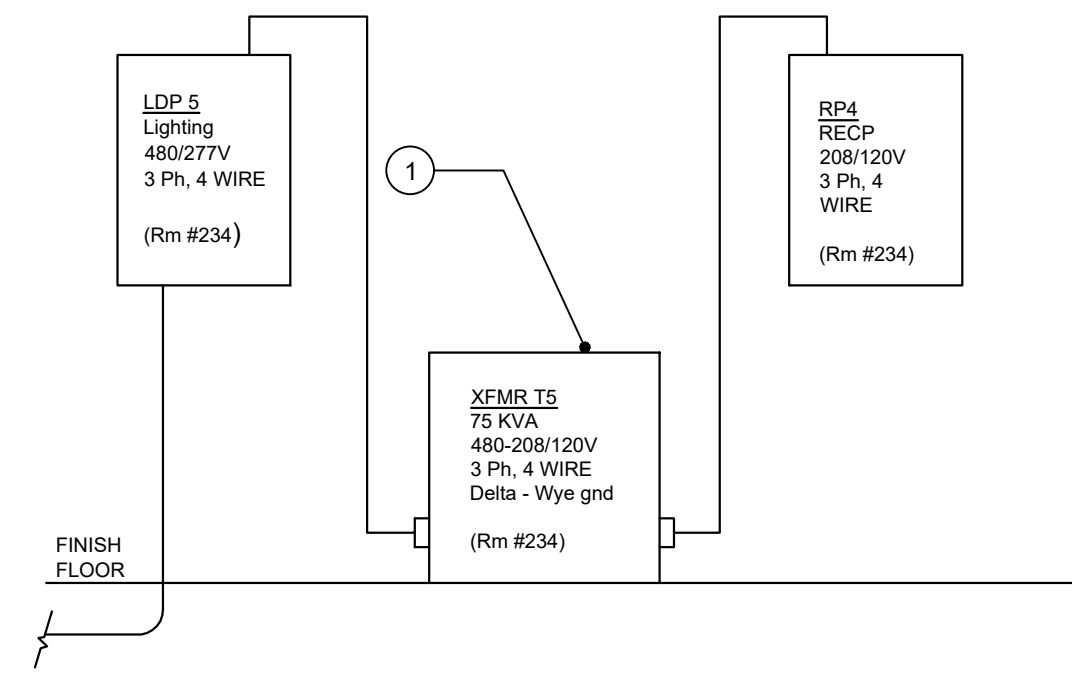 LDP 5
Lighting
480/277V
3 Ph, 4 WIRE
(Rm #234)
1
RP4
RECP
208/120V
3 Ph, 4
WIRE
(Rm #234)
XFMR T5
75 KVA
480-208/120V
3 Ph, 4 WIRE
Delta - Wye gnd
(Rm #234)
FINISH
FLOOR